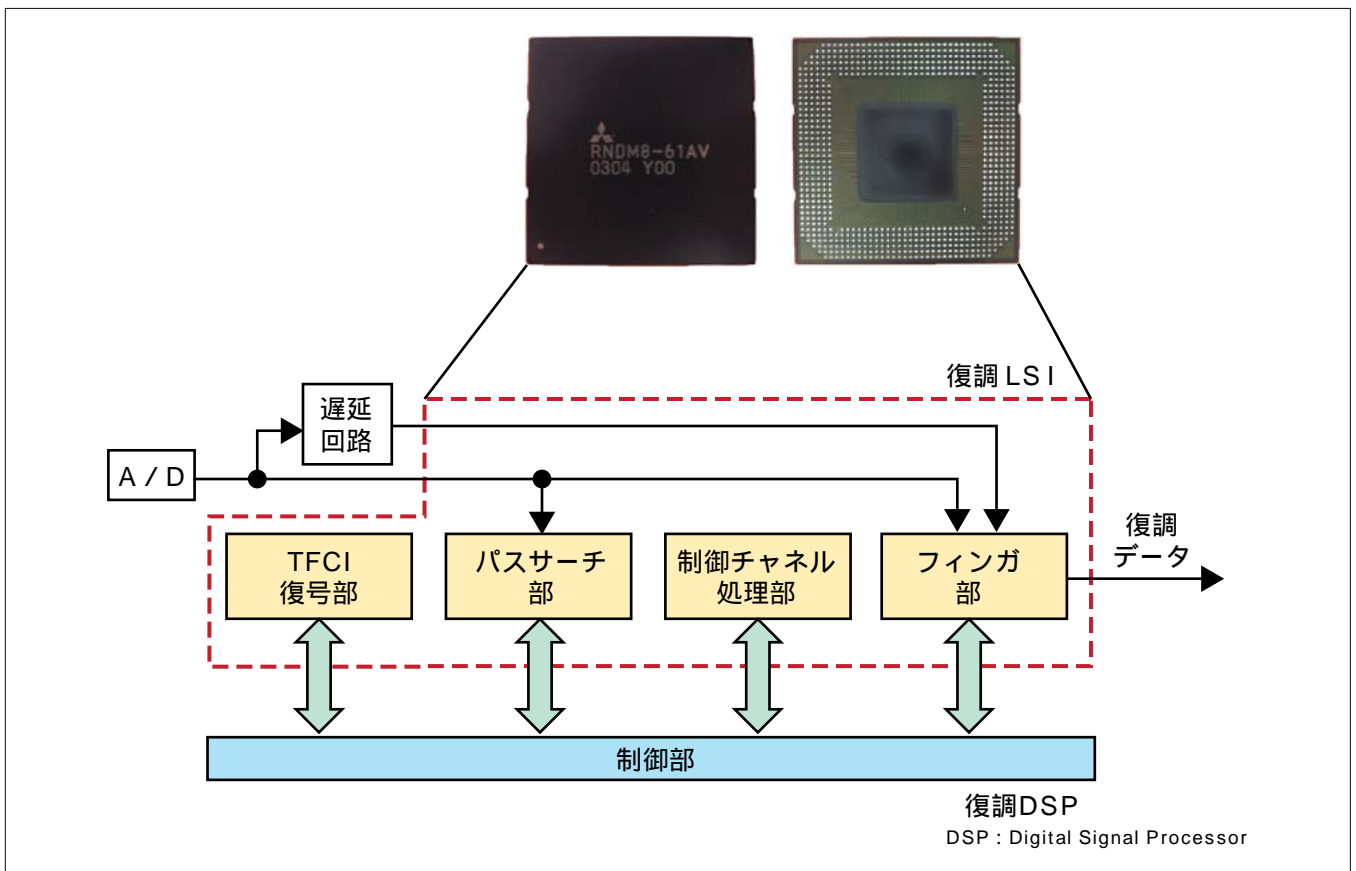 RNDM8-61AV
0304 Y00
復調 LSI
遅延
回路
A/D
復調
データ
TFCI
復号部
パスサーチ
部
制御チャネル
処理部
フィンガ
部
制御部
復調DSP
DSP : Digital Signal Processor